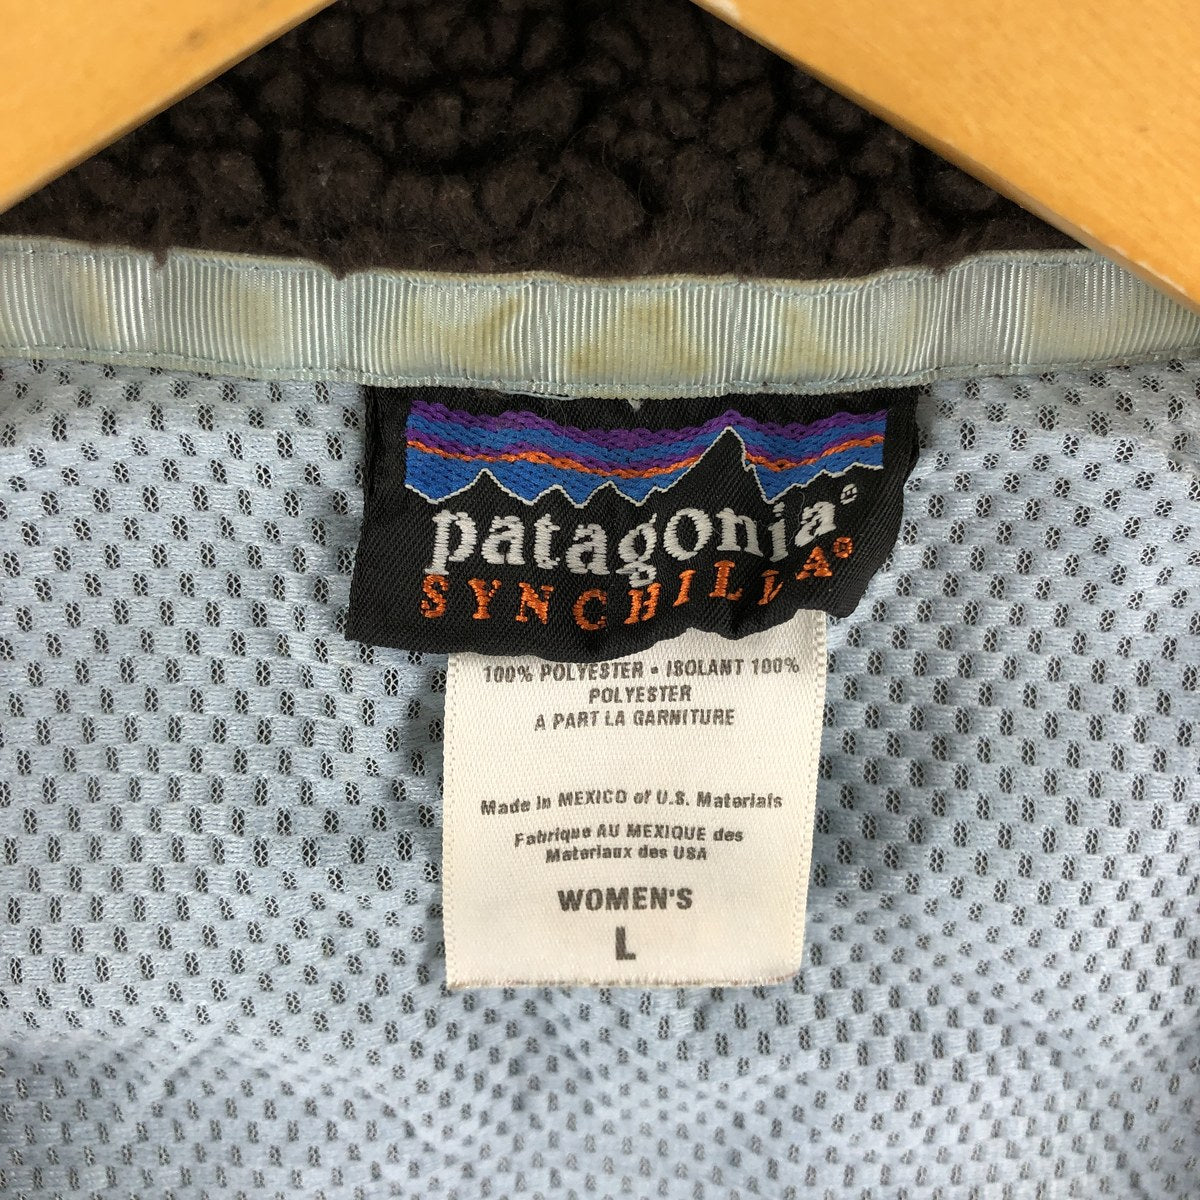 patagonia®
SYNCHILLA®
100% POLYESTER • ISOLANT 100%
POLYESTER
A PART LA GARNITURE
Made in MEXICO of U.S. Materials
Fabrique AU MEXIQUE des
Materiaux des USA
WOMEN'S
L